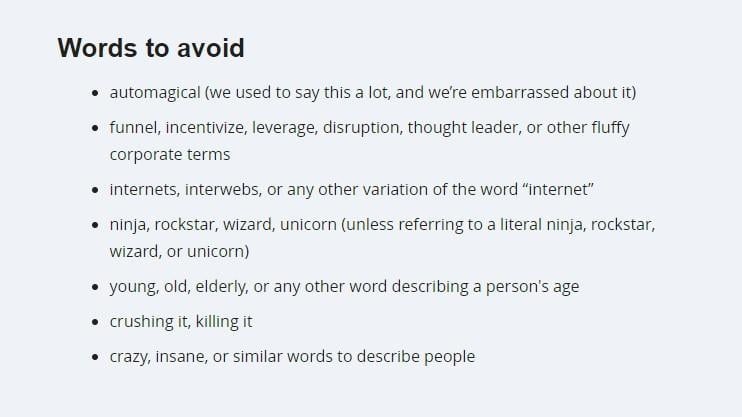 Words to avoid
• automagical (we used to say this a lot, and we’re embarrassed about it)
• funnel, incentivize, leverage, disruption, thought leader, or other fluffy
corporate terms
• internets, interwebs, or any other variation of the word “internet”
• ninja, rockstar, wizard, unicorn (unless referring to a literal ninja, rockstar,
wizard, or unicorn)
• young, old, elderly, or any other word describing a person's age
• crushing it, killing it
• crazy, insane, or similar words to describe people